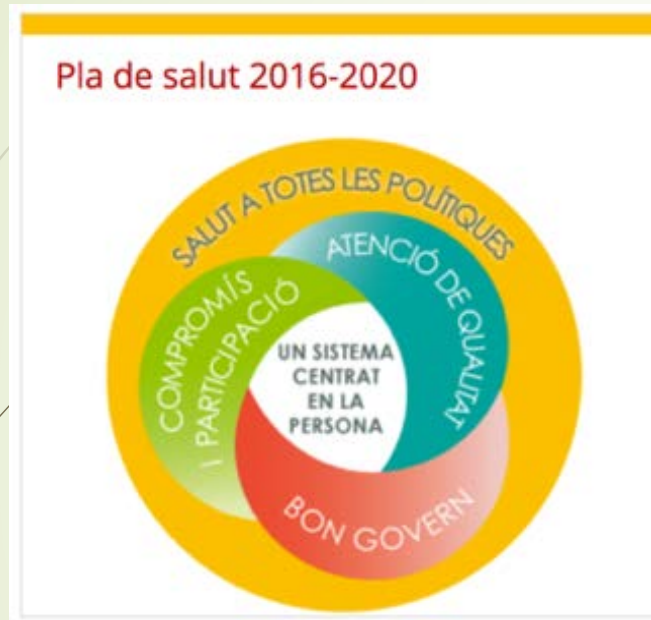 Pla de salut 2016-2020
SALUT A TOTES LES POLÍTIQUES
ATENCIÓ DE QUALITAT
COMPROMÍS
I PARTICIPACIÓ
UN SISTEMA
CENTRAT
EN LA
PERSONA
BON GOVERN